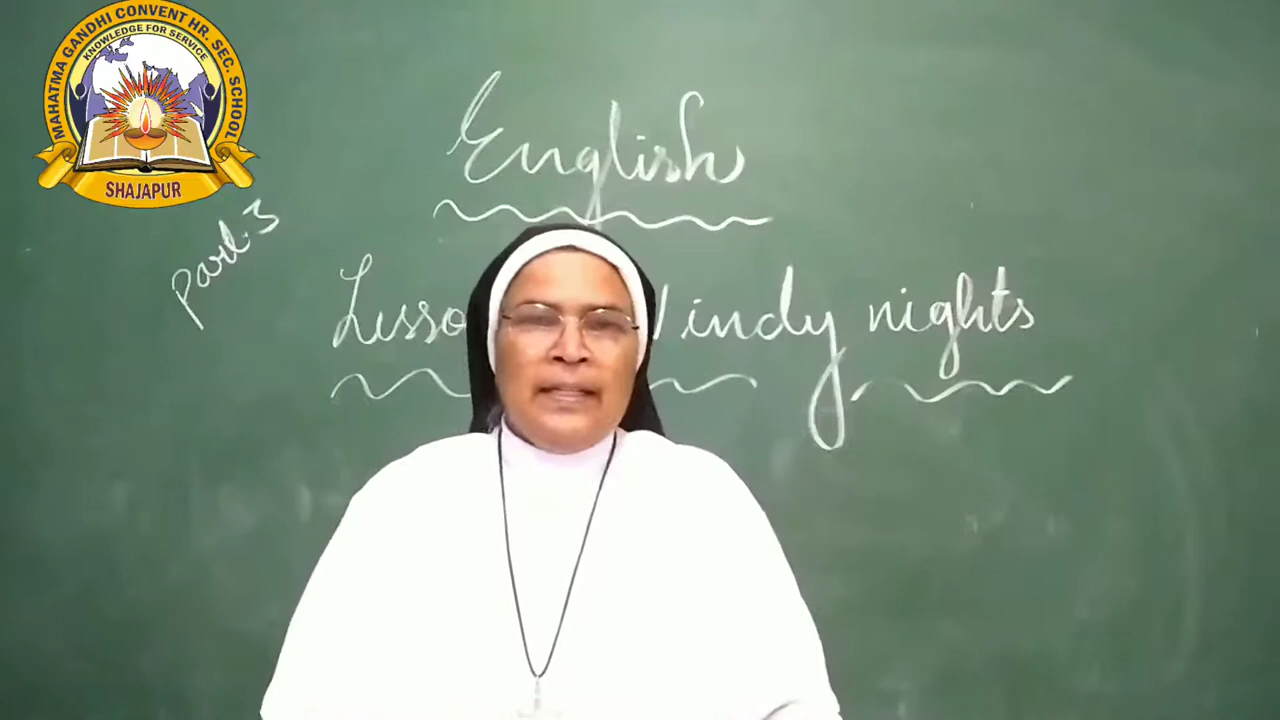 MAHATMA GANDHI CONVENT HR. SEC. SCHOOL
KNOWLEDGE FOR SERVICE
SHAJAPUR
English
Part.3
Lesso indy nights